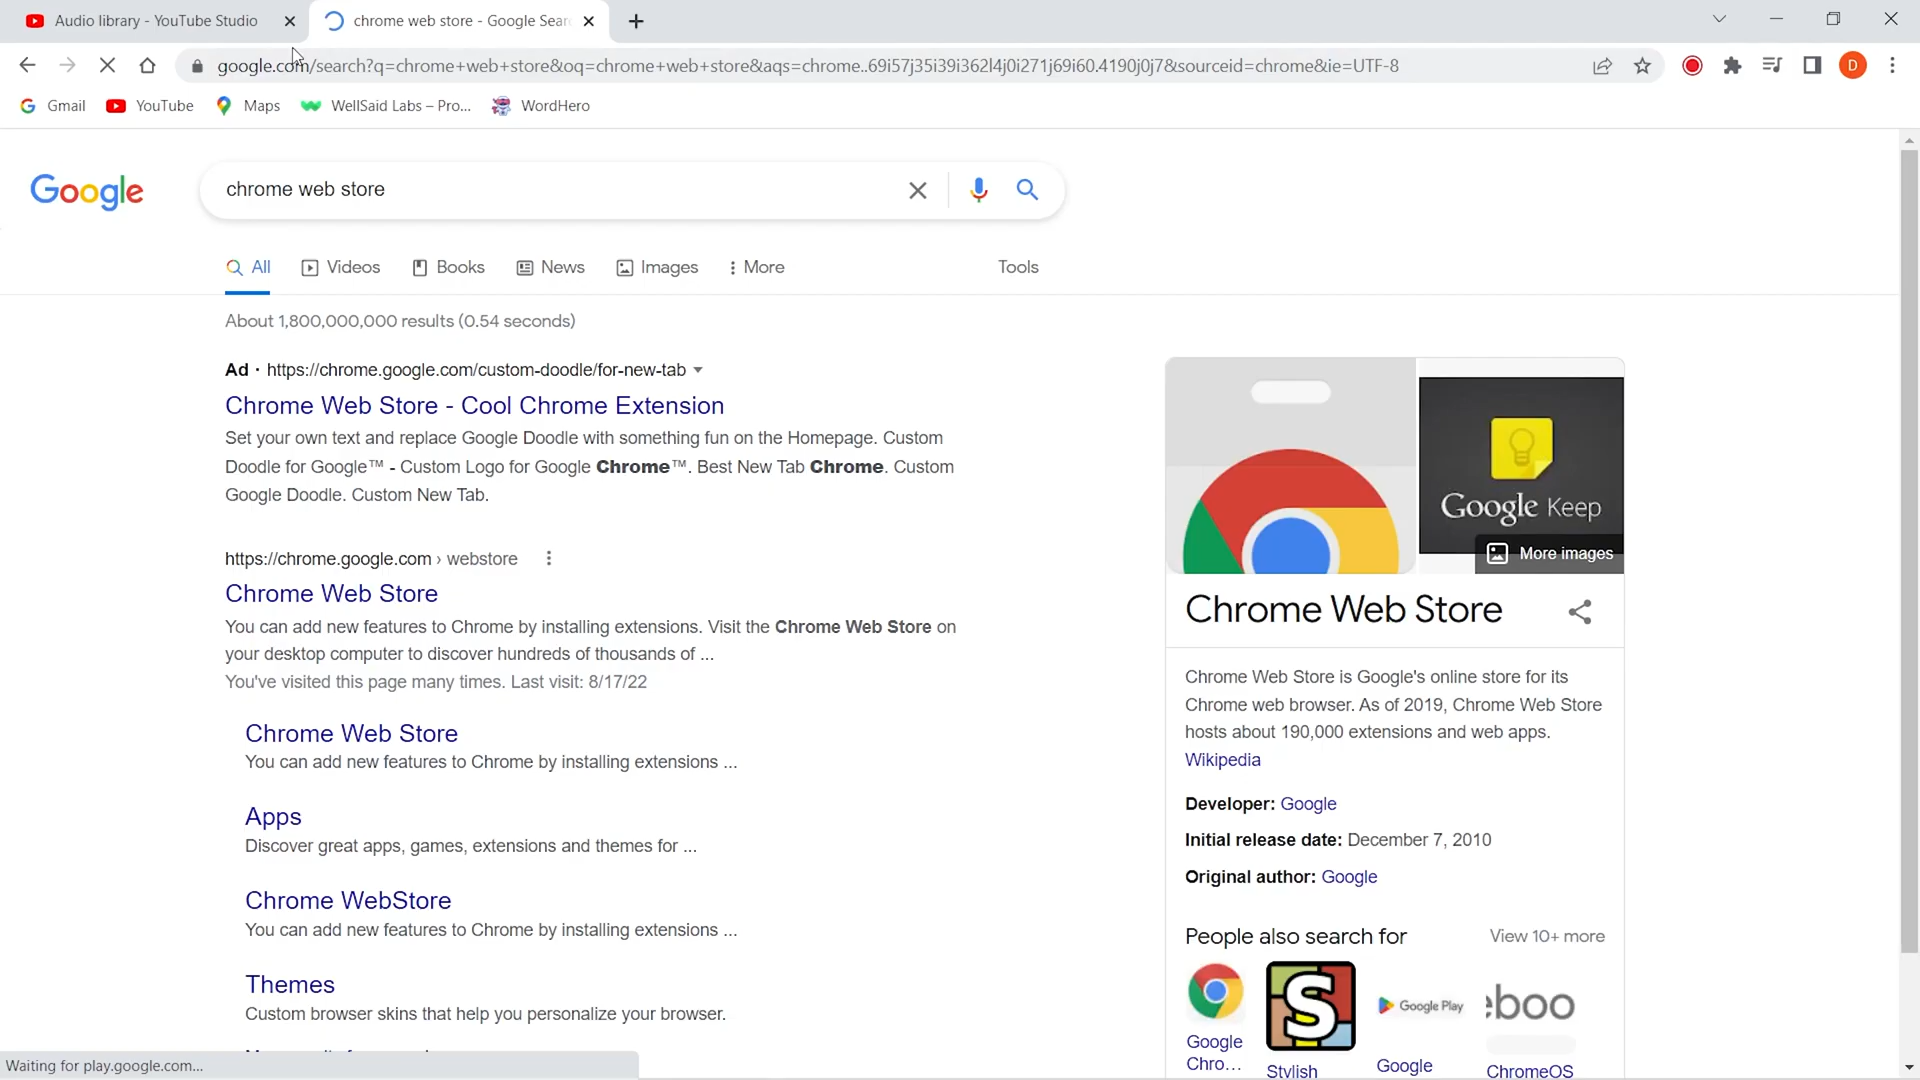 Audio library - YouTube Studio
chrome web store - Google Sear
google.com/search?q=chrome+web+store&oq=chrome+web+store&aqs=chrome..69i57j35i39i362l4j0i271j69i60.4190j0j7&sourceid=chrome&ie=UTF-8
D
Gmail
YouTube
Maps
WellSaid Labs – Pro...
WordHero
Google
chrome web store
All
Videos
Books
News
Images
More
Tools
About 1,800,000,000 results (0.54 seconds)
Ad · https://chrome.google.com/custom-doodle/for-new-tab
Chrome Web Store - Cool Chrome Extension
Set your own text and replace Google Doodle with something fun on the Homepage. Custom
Doodle for Google™ - Custom Logo for Google Chrome™. Best New Tab Chrome. Custom
Google Doodle. Custom New Tab.
https://chrome.google.com › webstore
Chrome Web Store
You can add new features to Chrome by installing extensions. Visit the Chrome Web Store on
your desktop computer to discover hundreds of thousands of ...
You've visited this page many times. Last visit: 8/17/22
Chrome Web Store
You can add new features to Chrome by installing extensions ...
Apps
Discover great apps, games, extensions and themes for ...
Chrome WebStore
You can add new features to Chrome by installing extensions ...
Themes
Custom browser skins that help you personalize your browser.
Waiting for play.google.com...
Google Keep
More images
Chrome Web Store
Chrome Web Store is Google's online store for its
Chrome web browser. As of 2019, Chrome Web Store
hosts about 190,000 extensions and web apps.
Wikipedia
Developer: Google
Initial release date: December 7, 2010
Original author: Google
People also search for
View 10+ more
S
Google Play
eboo
Google
Chro...
Stylish
Google
ChromeOS